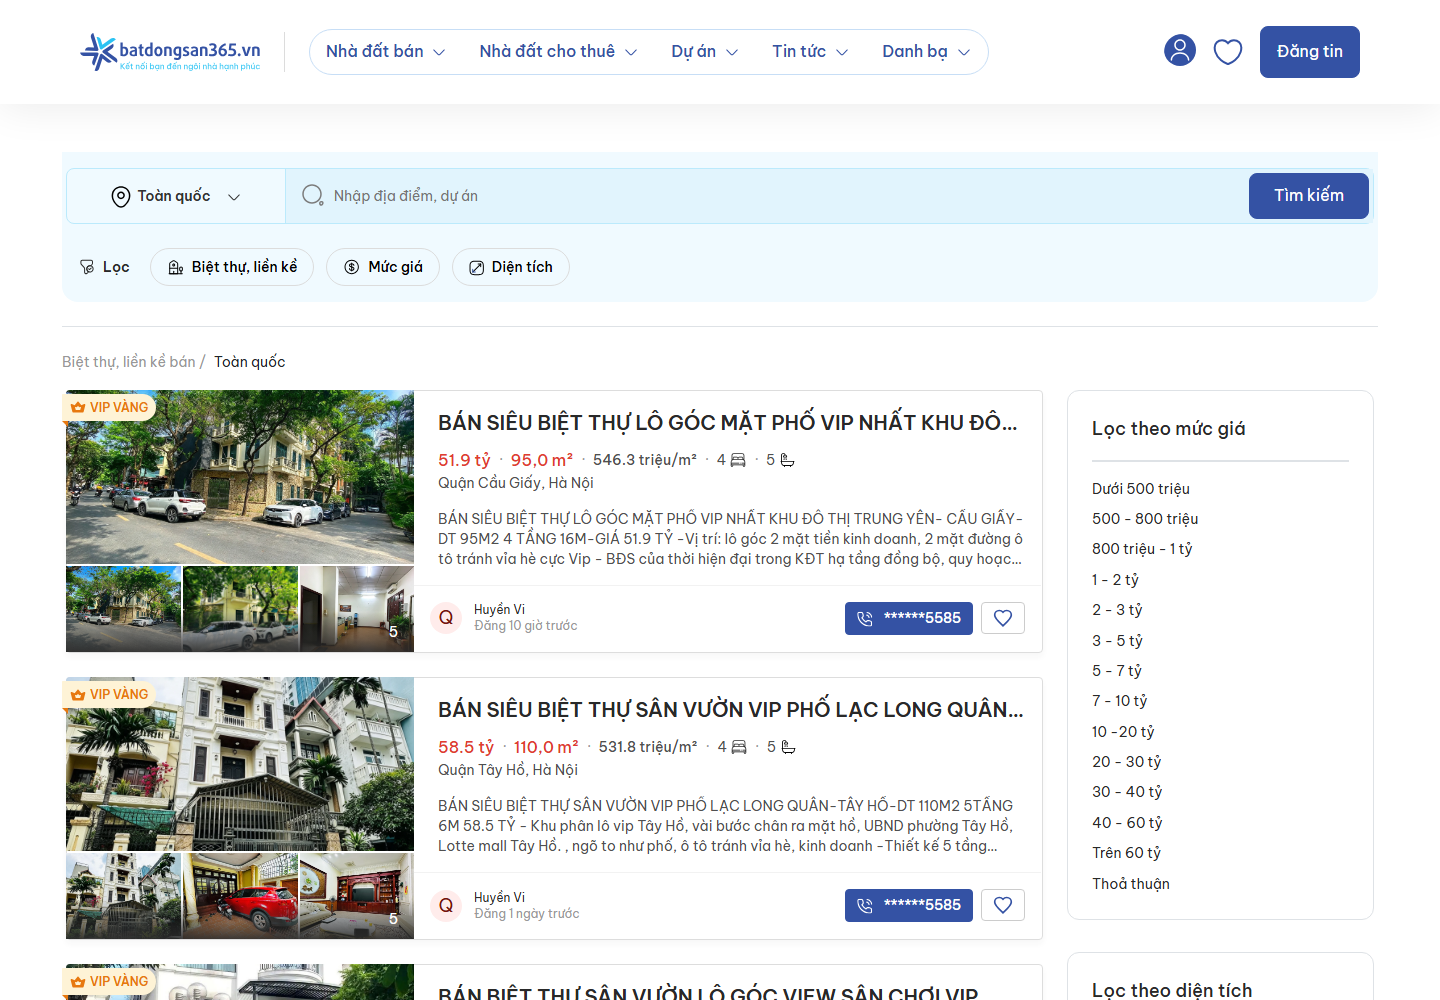 batdongsan365.vn
Kết nối bạn đến ngôi nhà hạnh phúc
Nhà đất bán
Nhà đất cho thuê
Dự án
Tin tức
Danh bạ
Đăng tin
Toàn quốc
Nhập địa điểm, dự án
Tìm kiếm
Lọc
Biệt thự, liền kề
Mức giá
Diện tích
Biệt thự, liền kề bán / Toàn quốc
VIP VÀNG
5
BÁN SIÊU BIỆT THỰ LÔ GÓC MẶT PHỐ VIP NHẤT KHU ĐÔ...
51.9 tỷ · 95,0 m² · 546.3 triệu/m² · 4 · 5
Quận Cầu Giấy, Hà Nội
BÁN SIÊU BIỆT THỰ LÔ GÓC MẶT PHỐ VIP NHẤT KHU ĐÔ THỊ TRUNG YÊN- CẦU GIẤY-
DT 95M2 4 TẦNG 16M-GIÁ 51.9 TỶ -Vị trí: lô góc 2 mặt tiền kinh doanh, 2 mặt đường ô
tô tránh vỉa hè cực Vip - BĐS của thời hiện đại trong KĐT hạ tầng đồng bộ, quy hoạc...
Q
Huyền Vi
Đăng 10 giờ trước
******5585
VIP VÀNG
5
BÁN SIÊU BIỆT THỰ SÂN VƯỜN VIP PHỐ LẠC LONG QUÂN...
58.5 tỷ · 110,0 m² · 531.8 triệu/m² · 4 · 5
Quận Tây Hồ, Hà Nội
BÁN SIÊU BIỆT THỰ SÂN VƯỜN VIP PHỐ LẠC LONG QUÂN-TÂY HỒ-DT 110M2 5TẦNG
6M 58.5 TỶ - Khu phân lô vip Tây Hồ, vài bước chân ra mặt hồ, UBND phường Tây Hồ,
Lotte mall Tây Hồ. , ngõ to như phố, ô tô tránh vỉa hè, kinh doanh -Thiết kế 5 tầng...
Q
Huyền Vi
Đăng 1 ngày trước
******5585
VIP VÀNG
BÁN BIỆT THỰ SÂN VƯỜN LÔ GÓC VIEW SÂN CHƠI VIP
Lọc theo mức giá
Dưới 500 triệu
500 - 800 triệu
800 triệu - 1 tỷ
1 - 2 tỷ
2 - 3 tỷ
3 - 5 tỷ
5 - 7 tỷ
7 - 10 tỷ
10 -20 tỷ
20 - 30 tỷ
30 - 40 tỷ
40 - 60 tỷ
Trên 60 tỷ
Thoả thuận
Lọc theo diện tích